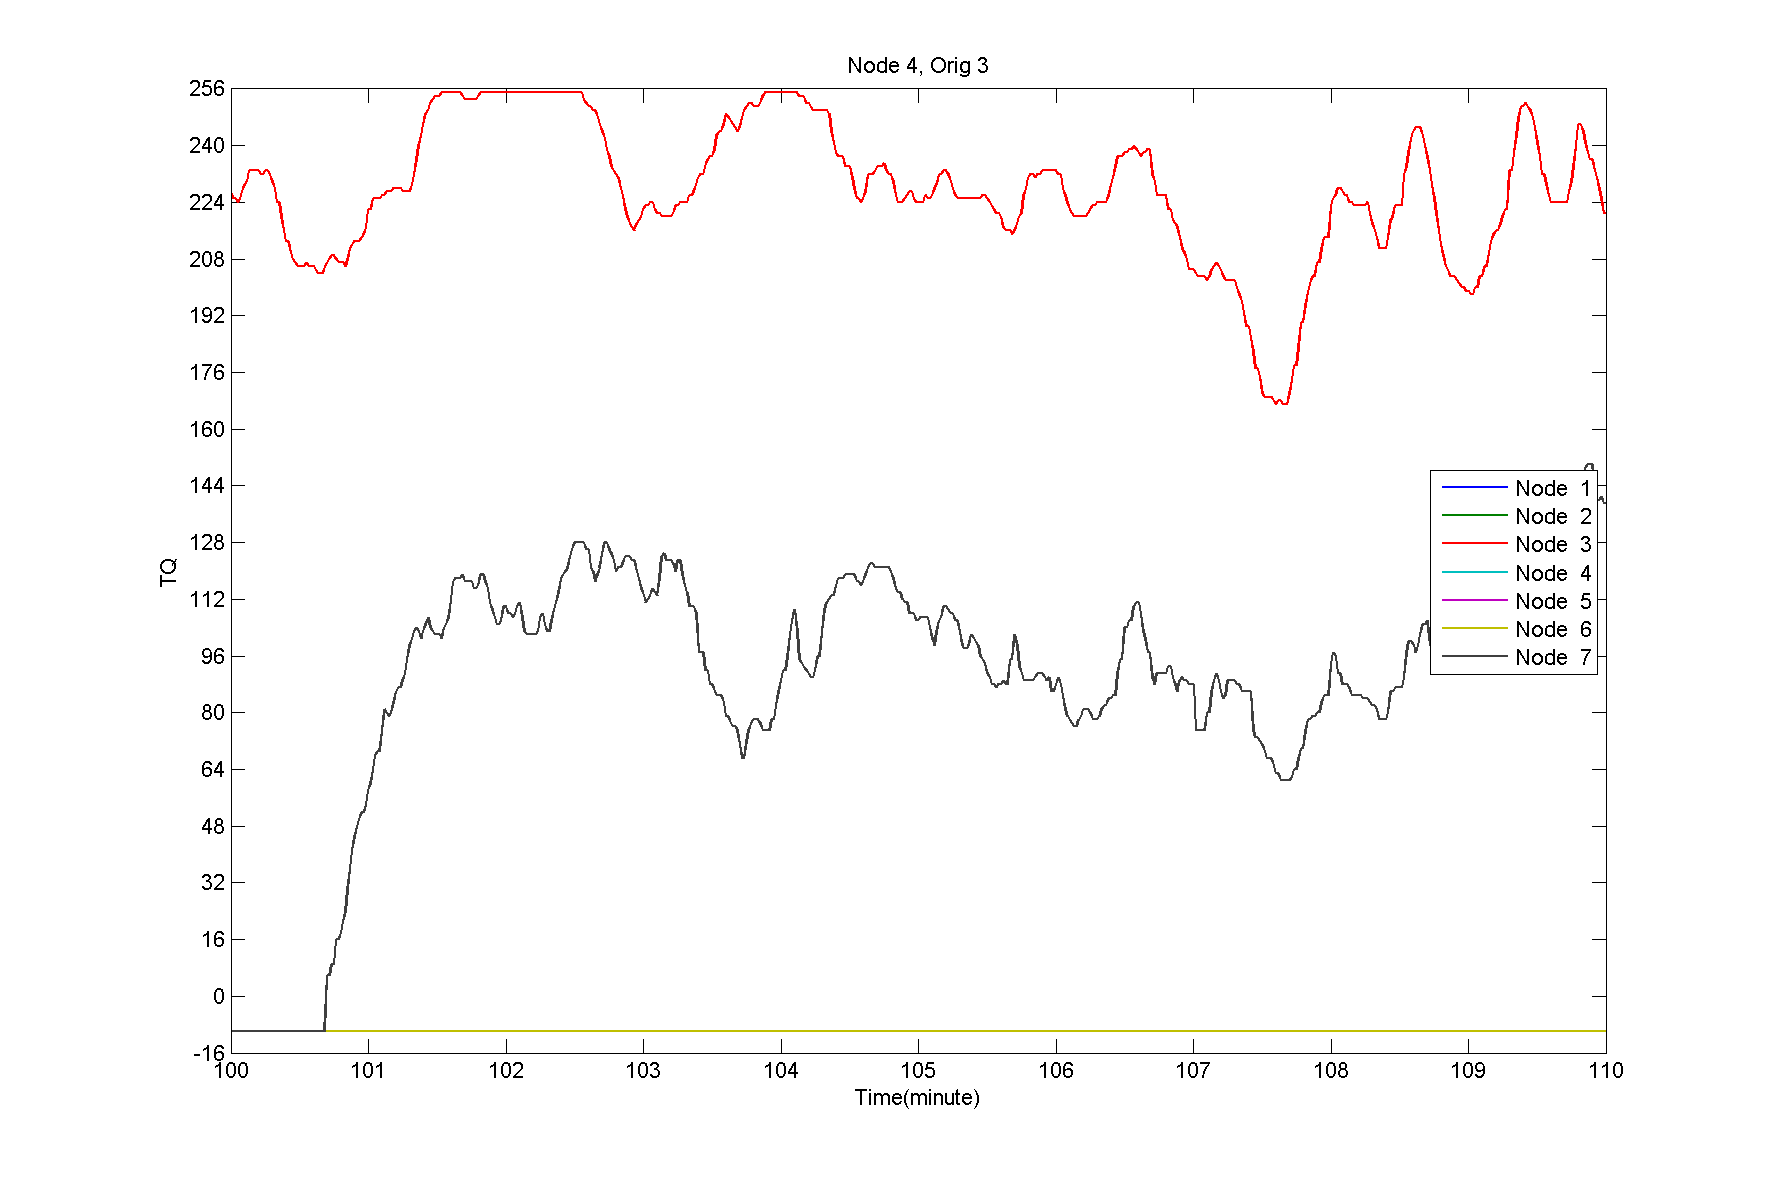 Node 4, Orig 3
256
240
224
208
192
176
160
144
128
112
96
80
64
48
32
16
0
-16
TQ
Node 1
Node 2
Node 3
Node 4
Node 5
Node 6
Node 7
100 101 102 103 104 105 106 107 108 109 110
Time(minute)